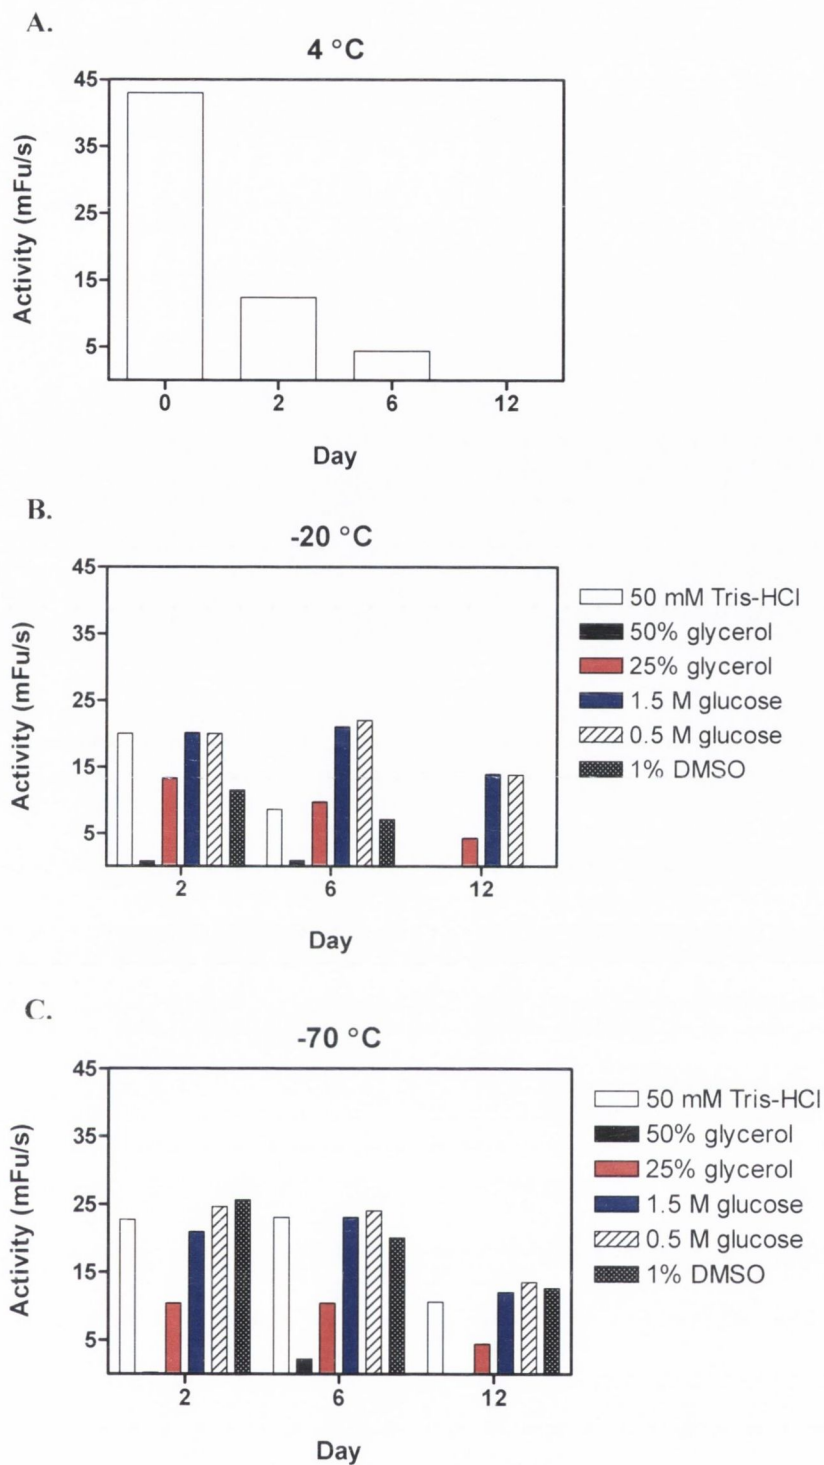 A.
4 °C
Activity (mFu/s)
45
35
25
15
5
0 2 6 12
Day
B.
-20 °C
Activity (mFu/s)
45
35
25
15
5
2 6 12
Day
50 mM Tris-HCl
50% glycerol
25% glycerol
1.5 M glucose
0.5 M glucose
1% DMSO
C.
-70 °C
Activity (mFu/s)
45
35
25
15
5
2 6 12
Day
50 mM Tris-HCl
50% glycerol
25% glycerol
1.5 M glucose
0.5 M glucose
1% DMSO